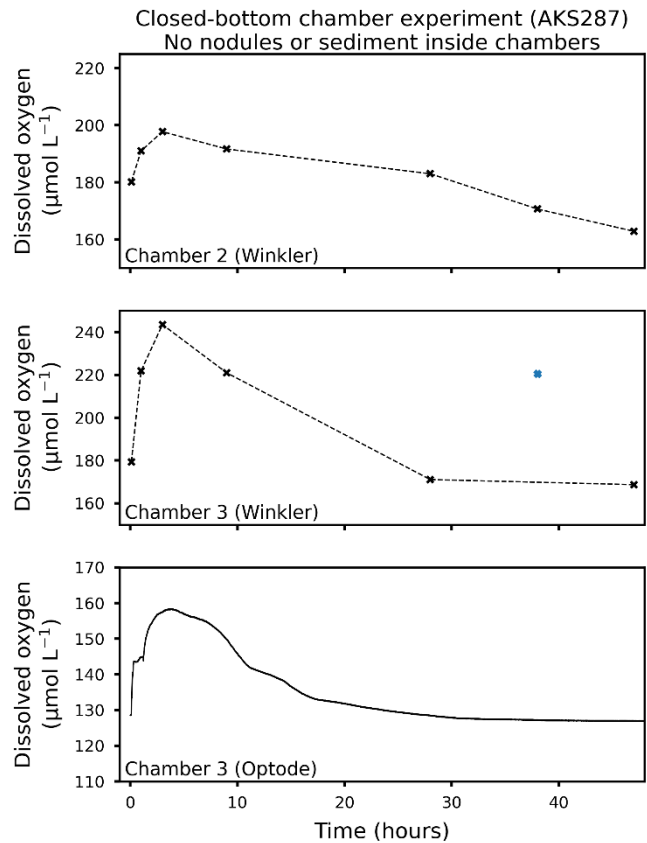 Closed-bottom chamber experiment (AKS287)
No nodules or sediment inside chambers
Dissolved oxygen
(µmol L⁻¹)
220
200
180
160
Chamber 2 (Winkler)
Dissolved oxygen
(µmol L⁻¹)
240
220
200
180
160
Chamber 3 (Winkler)
Dissolved oxygen
(µmol L⁻¹)
170
160
150
140
130
120
110
Chamber 3 (Optode)
0 10 20 30 40
Time (hours)